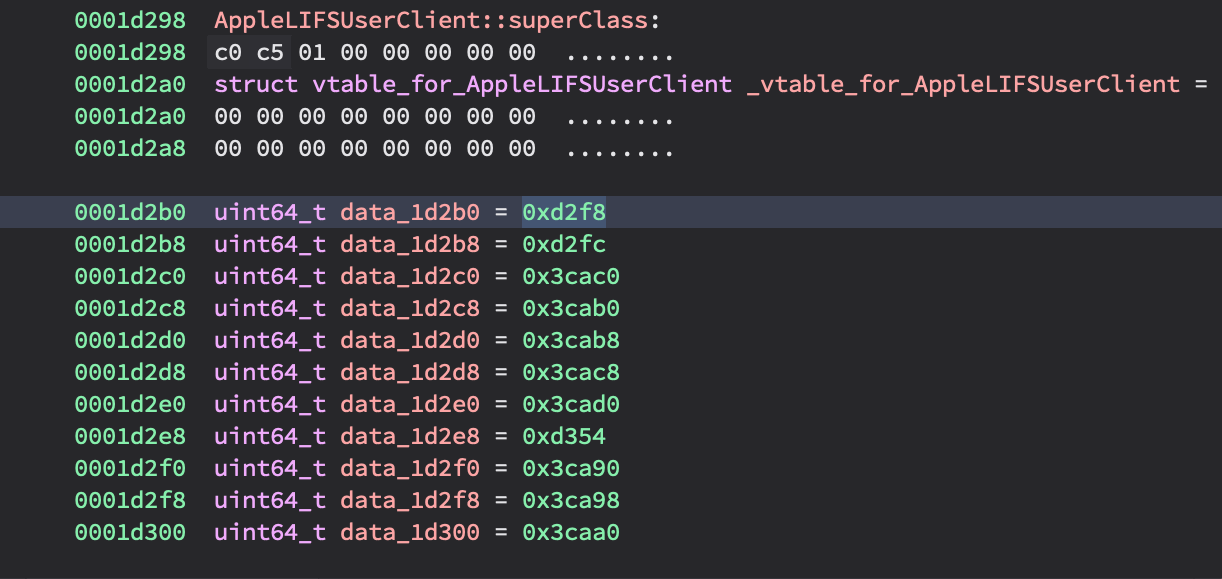 0001d298 AppleLIFSUserClient::superClass:
0001d298 c0 c5 01 00 00 00 00 00 ........
0001d2a0 struct vtable_for_AppleLIFSUserClient _vtable_for_AppleLIFSUserClient =
0001d2a0 00 00 00 00 00 00 00 00 ........
0001d2a8 00 00 00 00 00 00 00 00 ........
0001d2b0 uint64_t data_1d2b0 = 0xd2f8
0001d2b8 uint64_t data_1d2b8 = 0xd2fc
0001d2c0 uint64_t data_1d2c0 = 0x3cac0
0001d2c8 uint64_t data_1d2c8 = 0x3cab0
0001d2d0 uint64_t data_1d2d0 = 0x3cab8
0001d2d8 uint64_t data_1d2d8 = 0x3cac8
0001d2e0 uint64_t data_1d2e0 = 0x3cad0
0001d2e8 uint64_t data_1d2e8 = 0xd354
0001d2f0 uint64_t data_1d2f0 = 0x3ca90
0001d2f8 uint64_t data_1d2f8 = 0x3ca98
0001d300 uint64_t data_1d300 = 0x3caa0